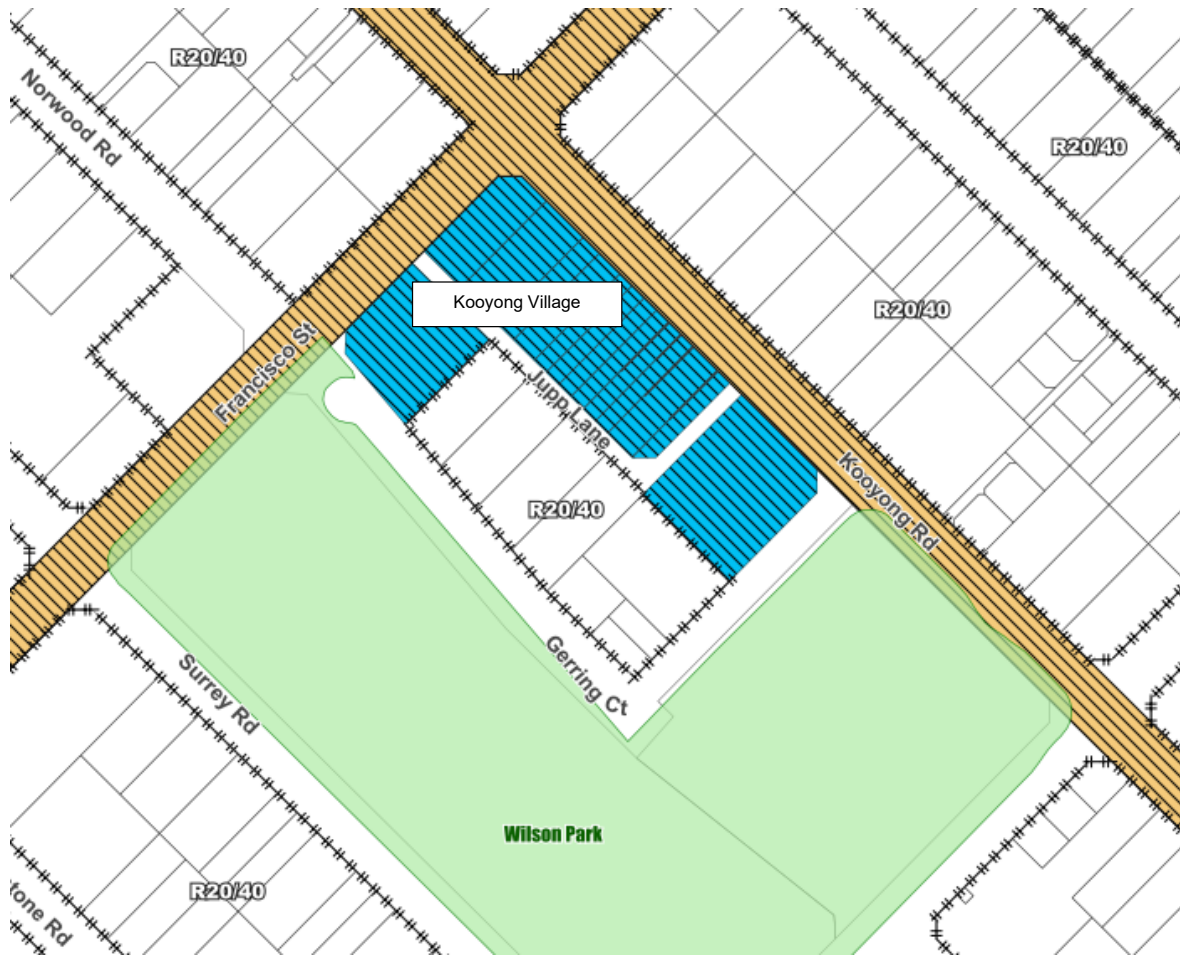 R20/40
Norwood Rd
R20/40
Kooyong Village
R20/40
Francisco St
Jupp Lane
Kooyong Rd
R20/40
Gerring Ct
Surrey Rd
Wilson Park
R20/40
tone Rd